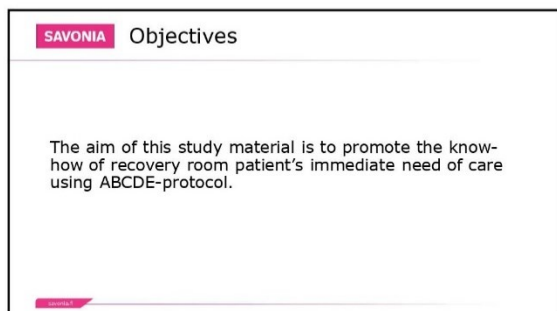 SAVONIA
Objectives
The aim of this study material is to promote the know-
how of recovery room patient's immediate need of care
using ABCDE-protocol.